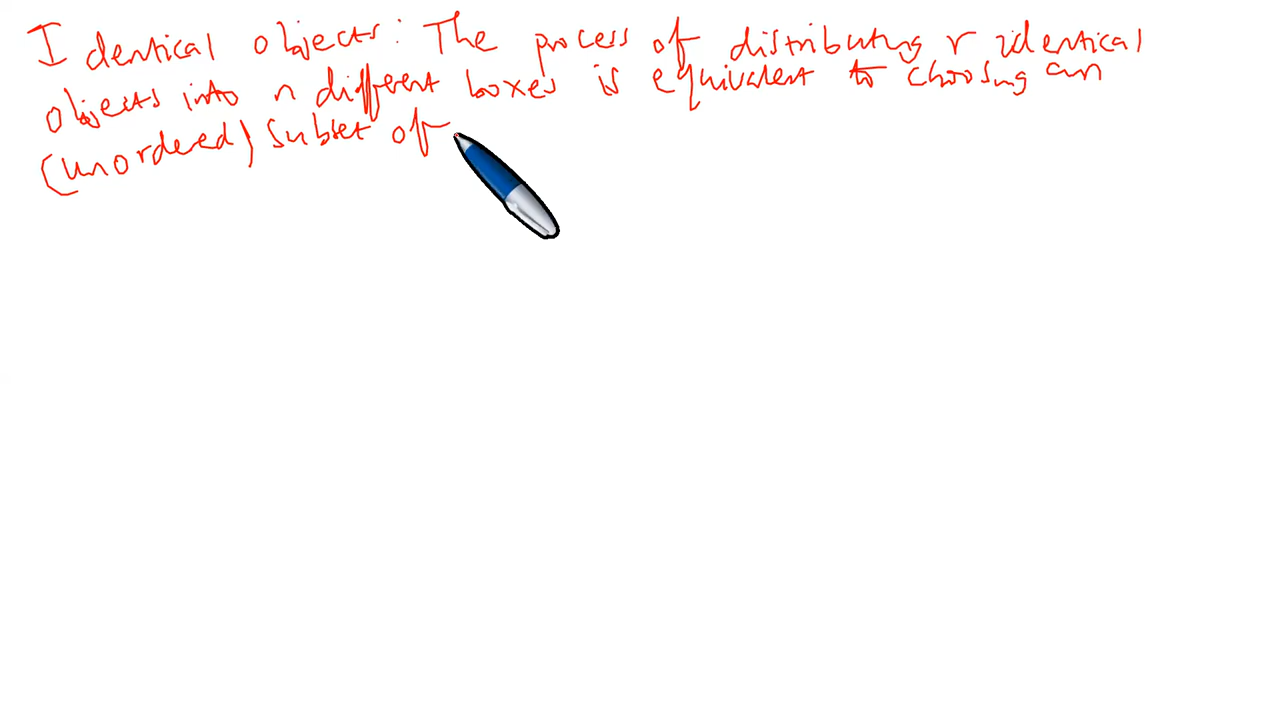 Identical objects: The process of distributing r identical
objects into n different boxes is equivalent to choosing an
(unordered) subset of